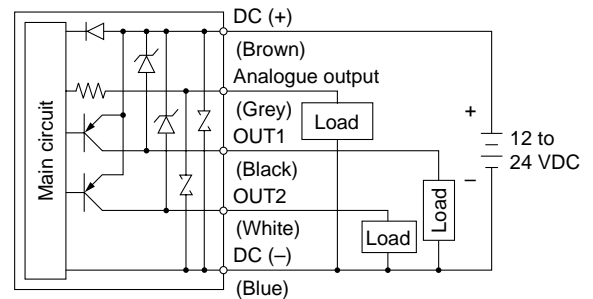 DC (+)
(Brown)
Analogue output
(Grey)
OUT1
(Black)
OUT2
(White)
DC (–)
(Blue)
Main circuit
Load
Load
Load
+
–
12 to
24 VDC